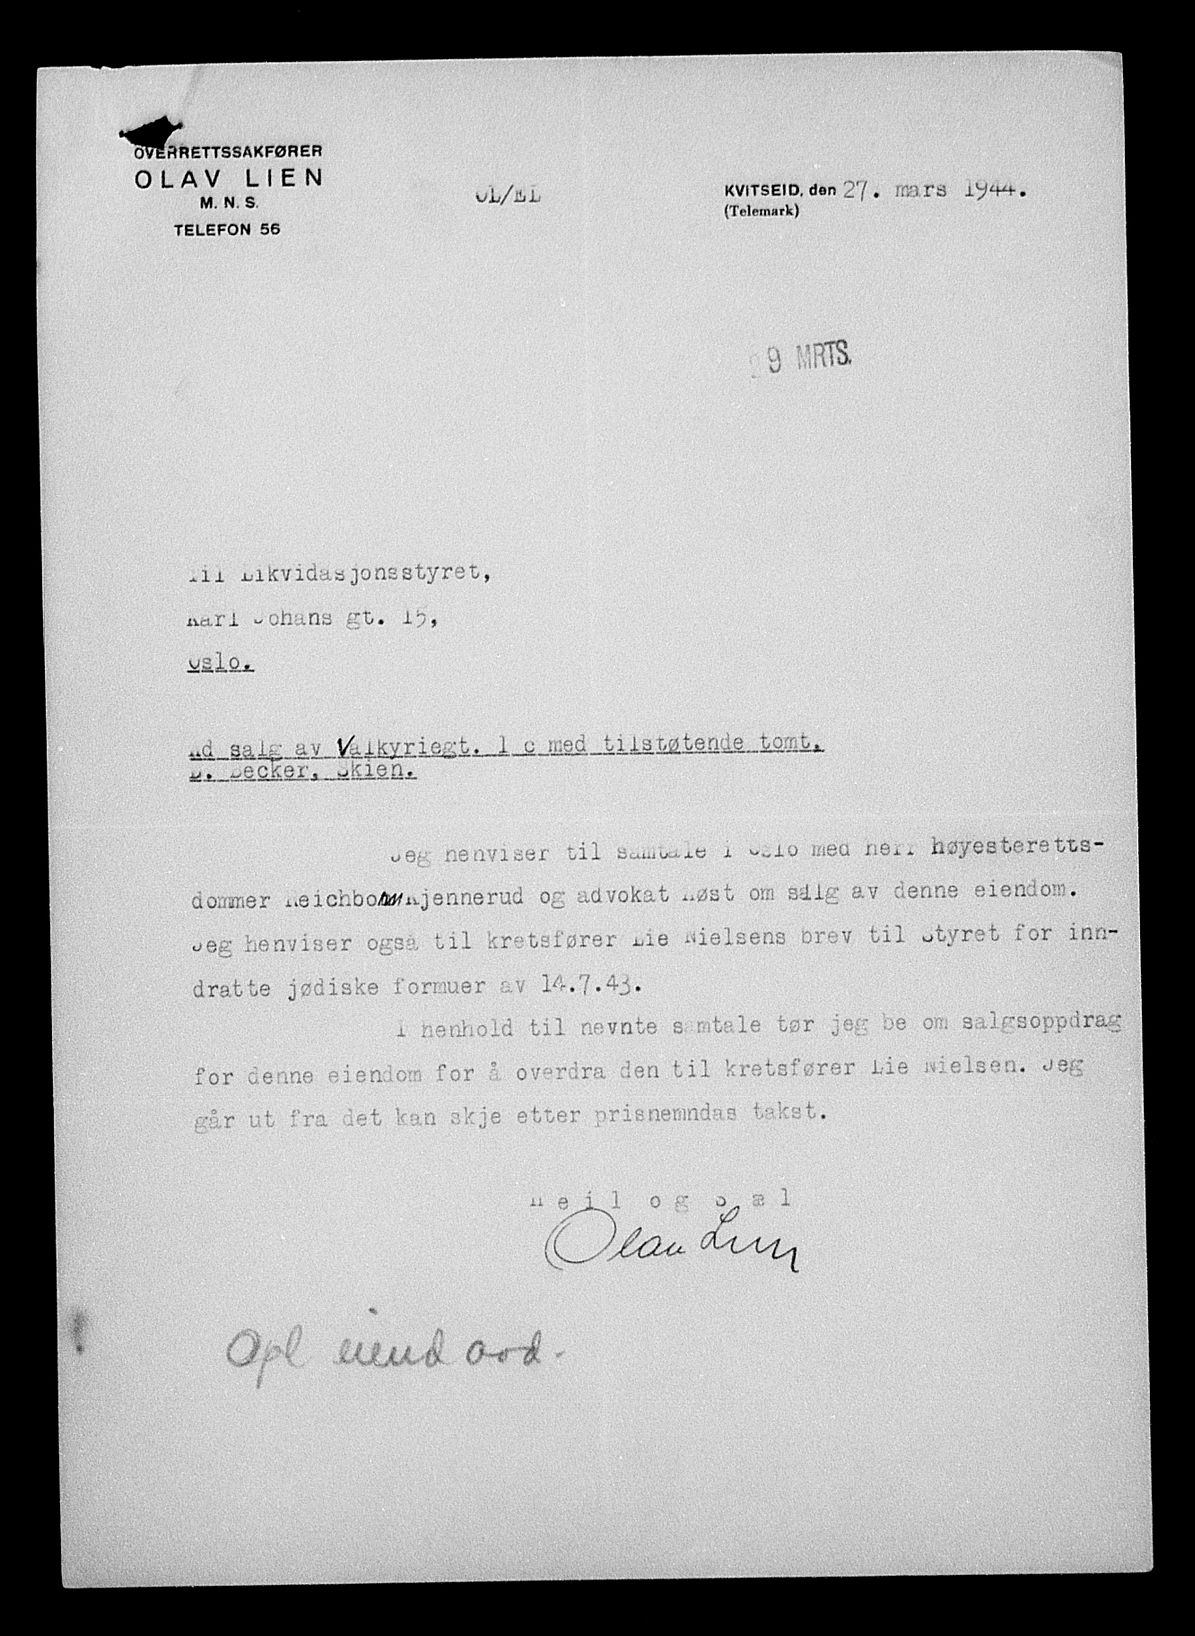 OVERRETTSSAKFØRER
OLAV LIEN
M. N. S.
TELEFON 56
OL/EL
KVITSEID, den 27. mars 1944.
(Telemark)
9 MRTS.
Til Likvidasjonsstyret,
Karl Johans gt. 15,
Oslo.
Ad salg av Valkyriegt. 1 c med tilstøtende tomt.
D. Becker, Skien.
Jeg henviser til samtale i Oslo med herr høyesteretts-
dommer Reichborn Kjennerud og advokat Høst om salg av denne eiendom.
Jeg henviser også til kretsfører Lie Nielsens brev til Styret for inn-
dratte jødiske formuer av 14.7.43.
I henhold til nevnte samtale tør jeg be om salgsoppdrag
for denne eiendom for å overdra den til kretsfører Lie Nielsen. Jeg
går ut fra det kan skje etter prisnemndas takst.
Heil og Sæl
Olav Lien
Opl eiend avd.